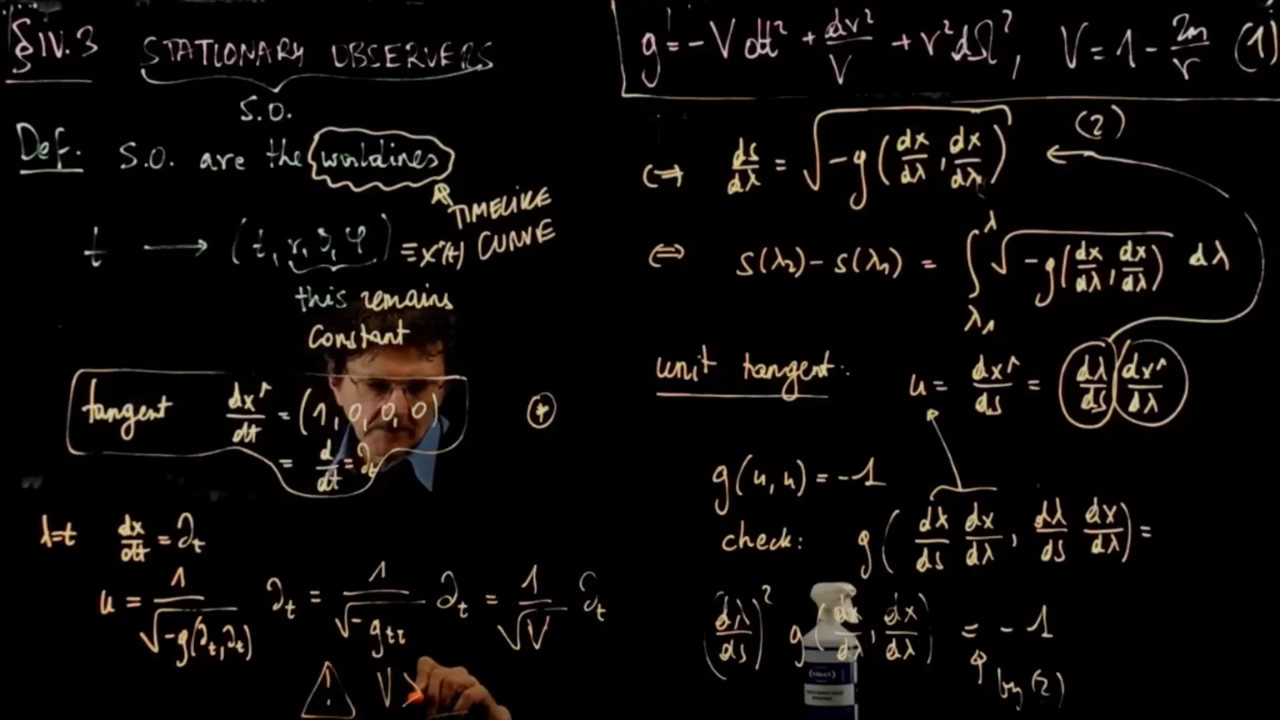 §IV.3 STATIONARY OBSERVERS
S.O.
Def. S.O. are the worldlines
TIMELIKE
CURVE
t ⟶ (t, r, ϑ, φ) ≡ x^μ(t)
this remains
constant
tangent dx^μ/dt = (1, 0, 0, 0) (*)
= d/dt = ∂_t
λ=t dx/dt = ∂_t
u = 1/√(-g(∂_t,∂_t)) ∂_t = 1/√(-g_tt) ∂_t = 1/√V ∂_t
! V >
g = -V dt² + dr²/V + r² dΩ², V = 1 - 2m/r (1)
(2)
⇔ ds/dλ = √(-g(dx/dλ, dx/dλ))
⇔ s(λ₂) - s(λ₁) = ∫_{λ₁}^{λ} √(-g(dx/dλ, dx/dλ)) dλ
unit tangent: u = dx^μ/ds = dλ/ds dx^μ/dλ
g(u,u) = -1
check: g(dλ/ds dx/dλ, dλ/ds dx/dλ) =
(dλ/ds)² g(dx/dλ, dx/dλ) = -1
by (2)